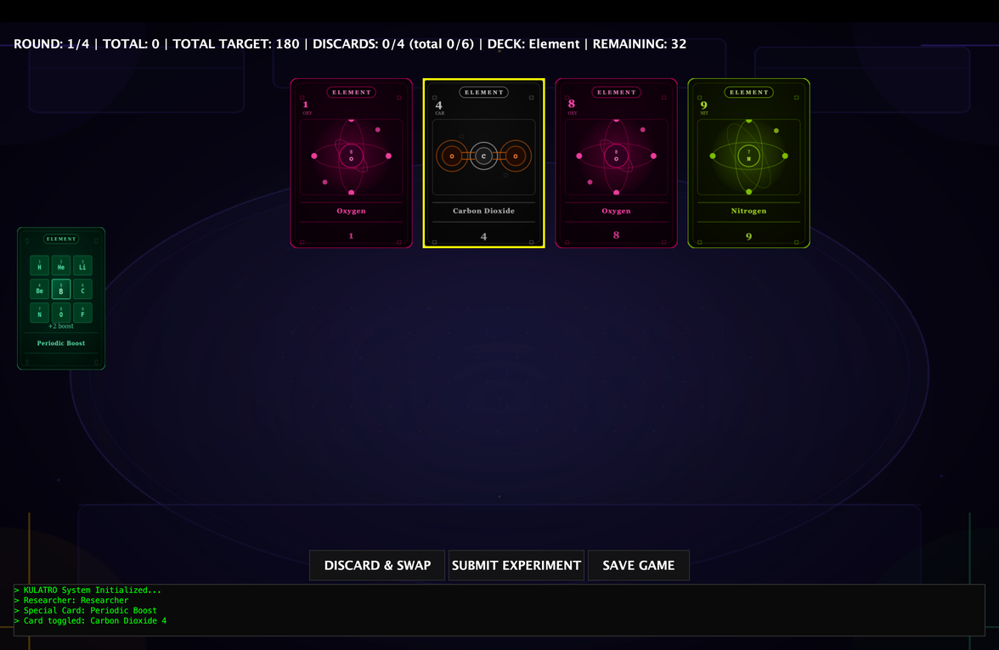 ROUND: 1/4 | TOTAL: 0 | TOTAL TARGET: 180 | DISCARDS: 0/4 (total 0/6) | DECK: Element | REMAINING: 32
ELEMENT
1
OXY
8
O
Oxygen
1
ELEMENT
4
CAR
O C O
Carbon Dioxide
4
ELEMENT
8
OXY
8
O
Oxygen
8
ELEMENT
9
NIT
7
N
Nitrogen
9
ELEMENT
1 2 3
H He Li
4 5 6
Be B C
7 8 9
N O F
+2 boost
Periodic Boost
DISCARD & SWAP SUBMIT EXPERIMENT SAVE GAME
> KULATRO System Initialized...
> Researcher: Researcher
> Special Card: Periodic Boost
> Card toggled: Carbon Dioxide 4